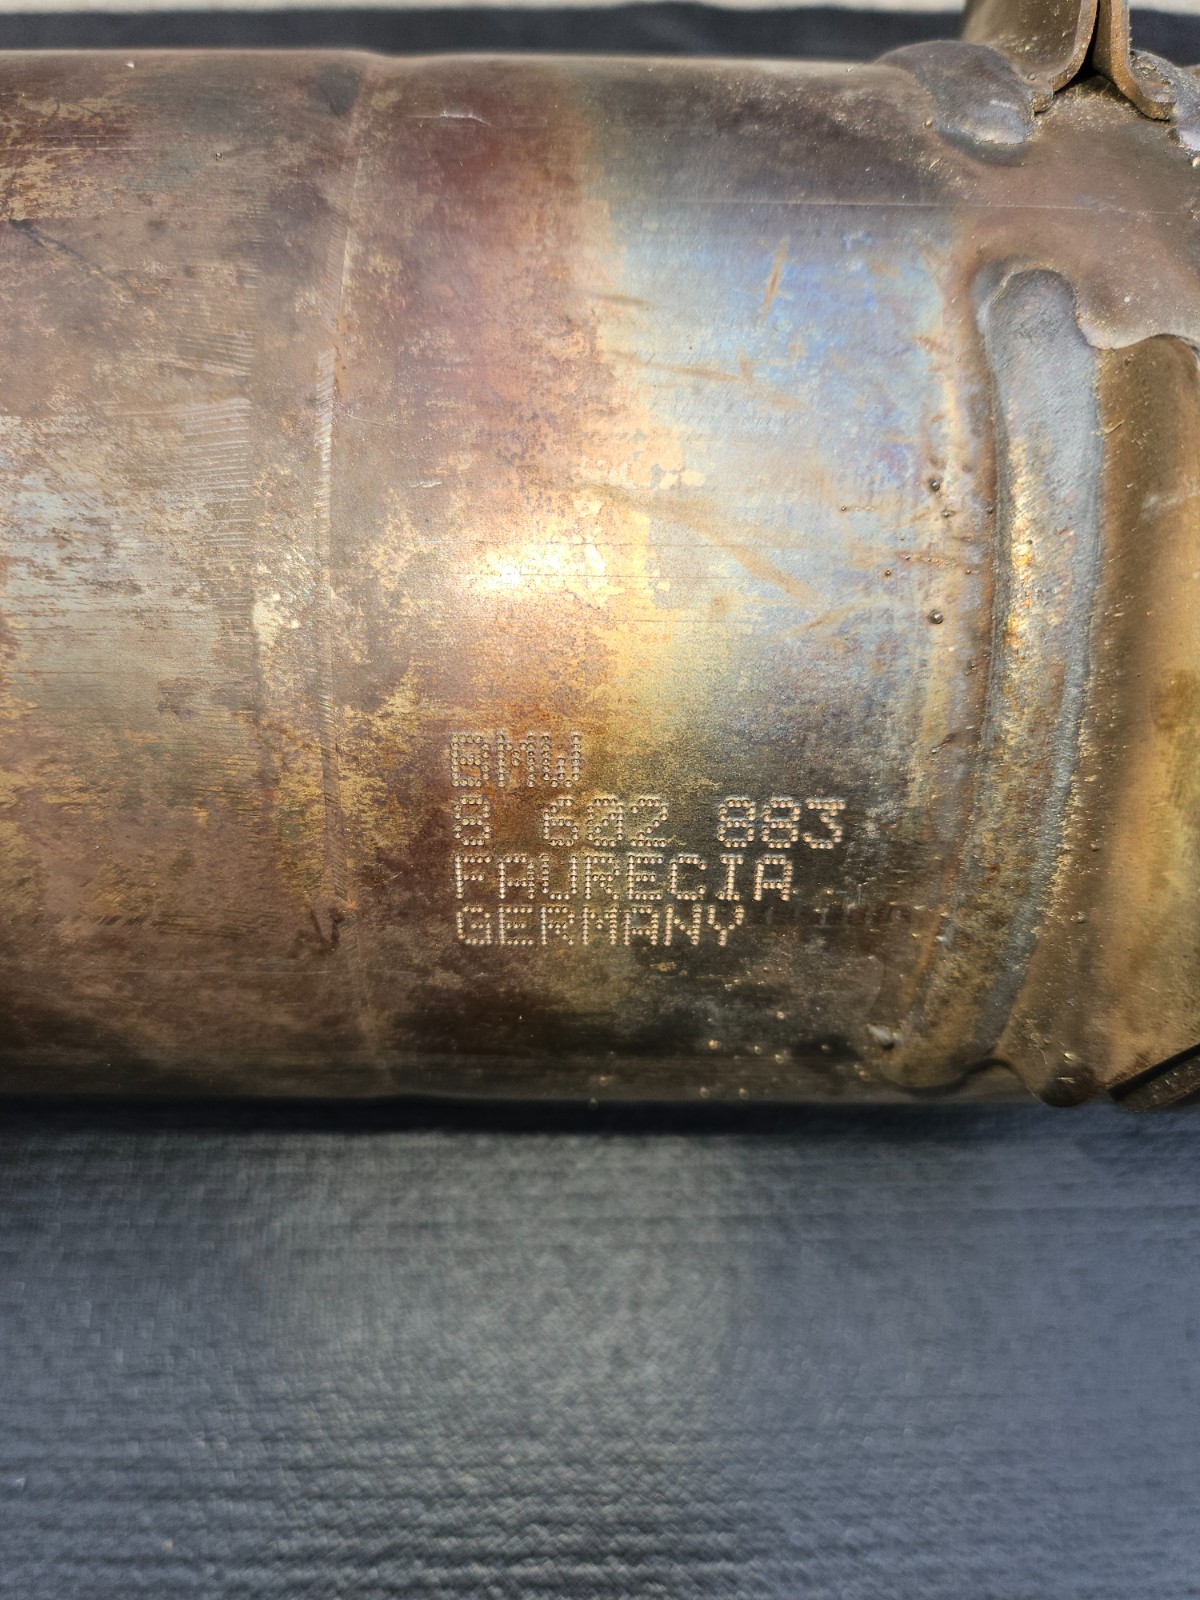 BMW
8 602 883
FAURECIA
GERMANY